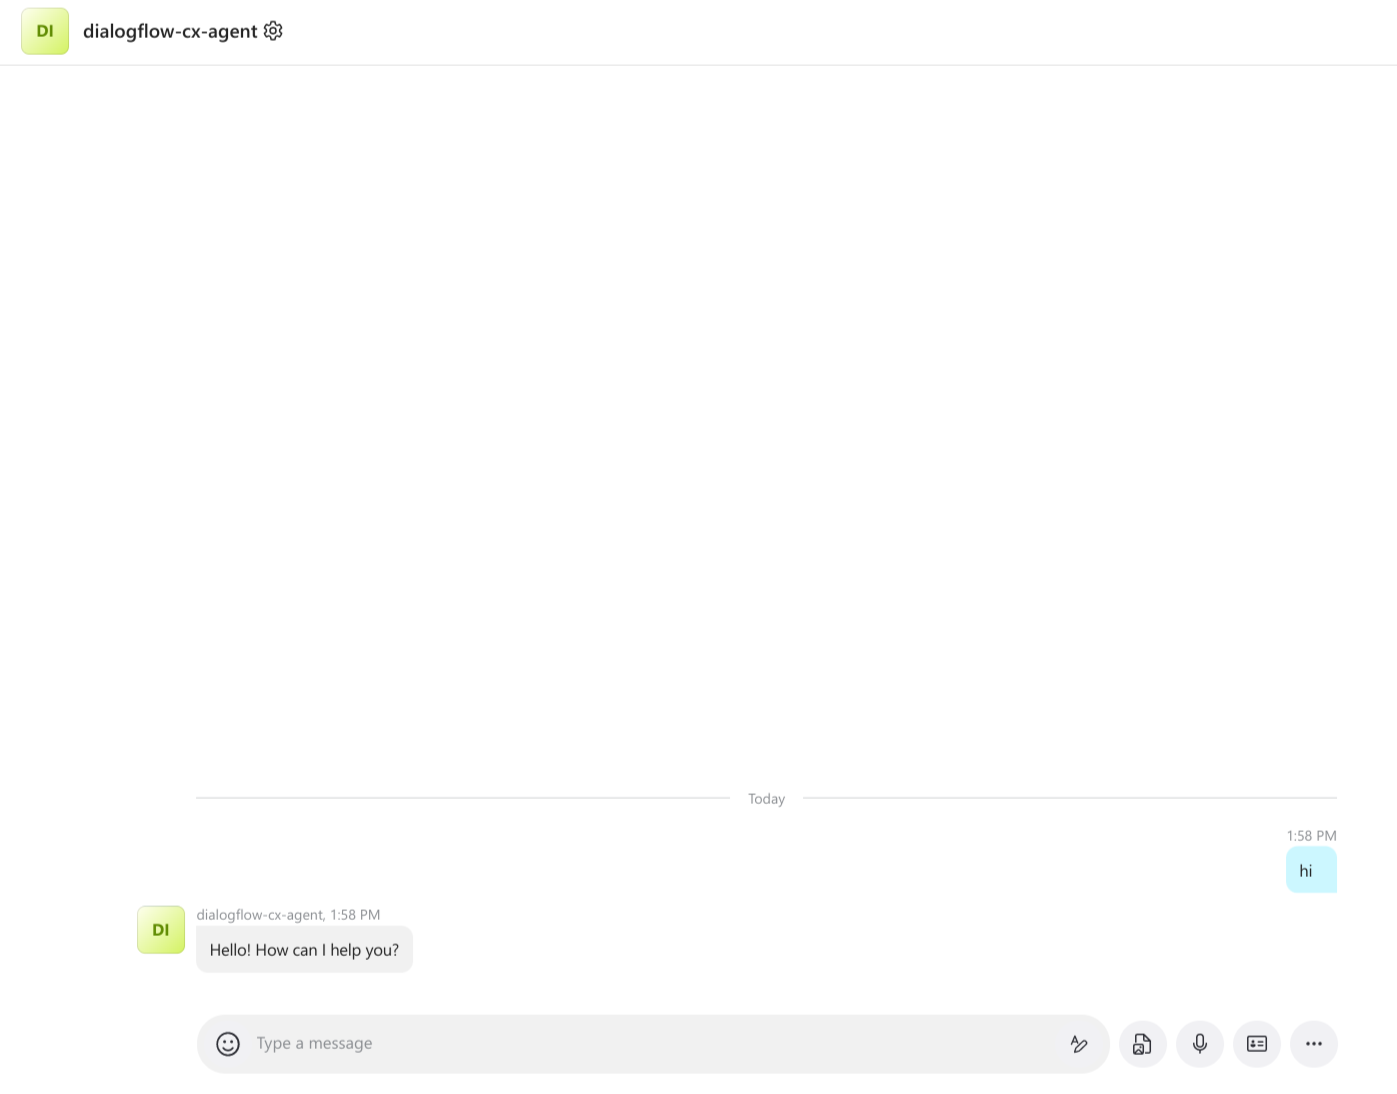 DI
dialogflow-cx-agent
Today
1:58 PM
hi
dialogflow-cx-agent, 1:58 PM
DI
Hello! How can I help you?
Type a message